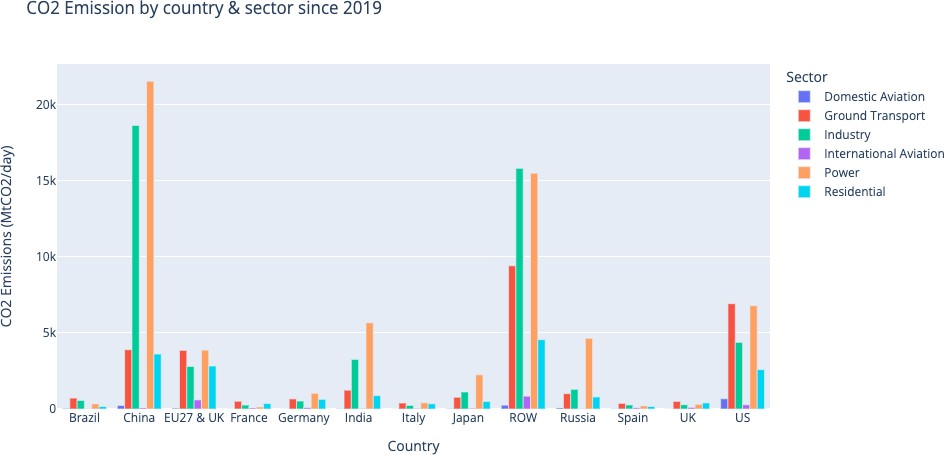 CO2 Emission by country & sector since 2019
CO2 Emissions (MtCO2/day)
20k
15k
10k
5k
0
Brazil China EU27 & UK France Germany India Italy Japan ROW Russia Spain UK US
Country
Sector
Domestic Aviation
Ground Transport
Industry
International Aviation
Power
Residential